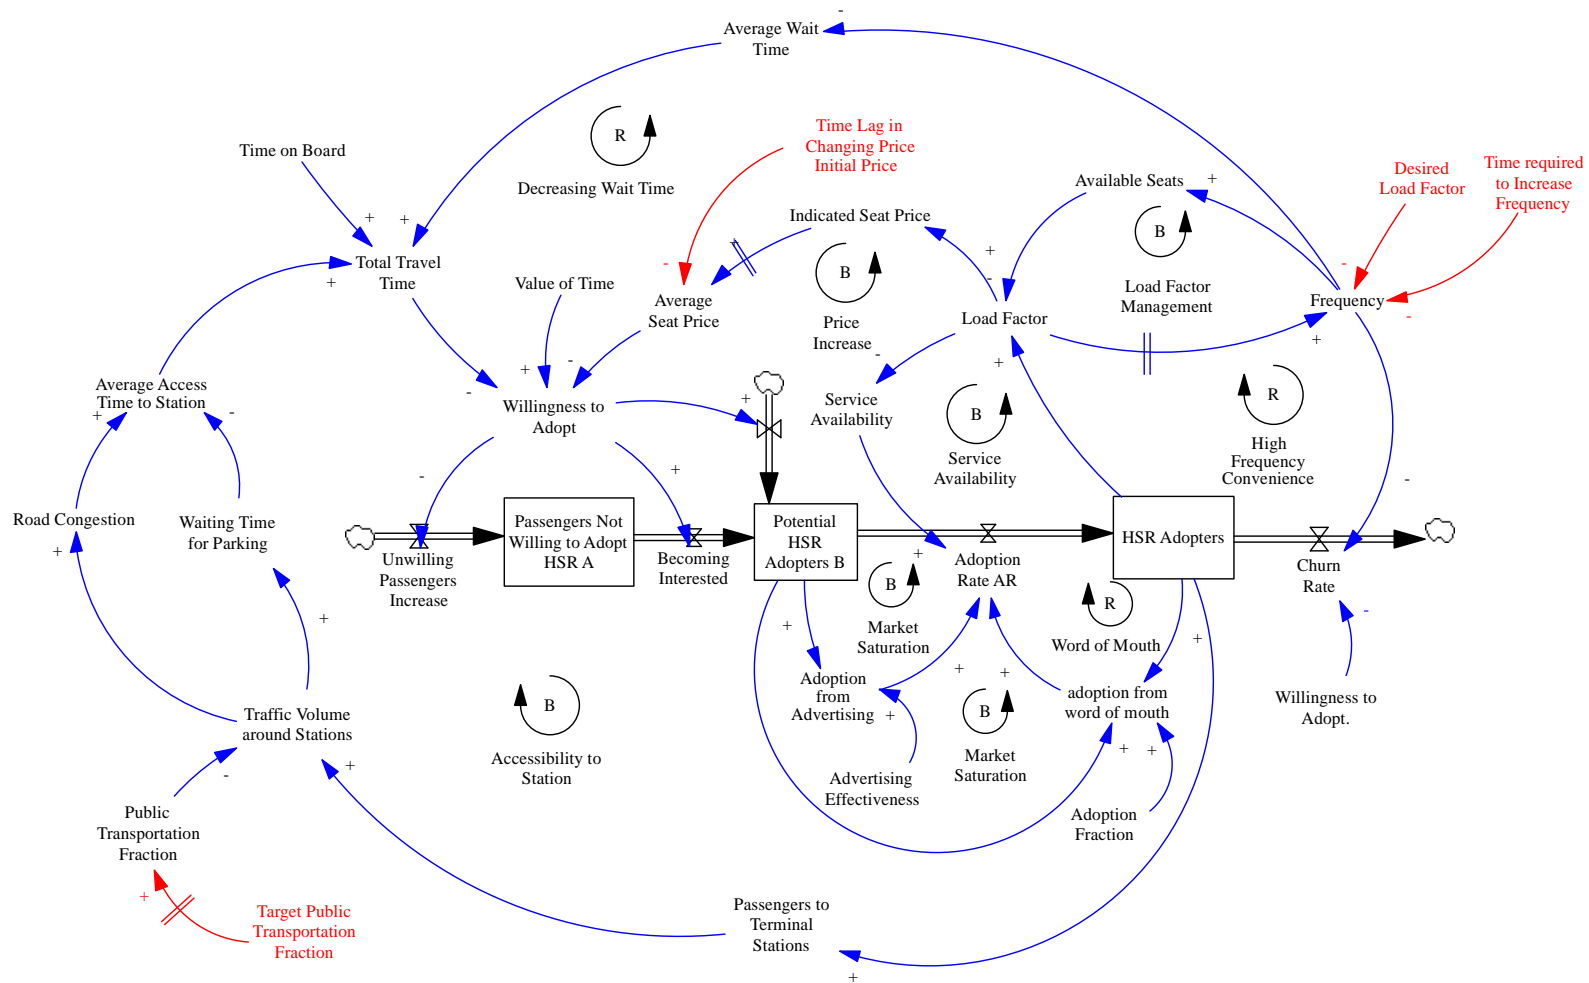 Average Wait
Time
-
R
Decreasing Wait Time
Time on Board
+
+
Time Lag in
Changing Price
Initial Price
Desired
Load Factor
Time required
to Increase
Frequency
Available Seats
+
B
Load Factor
Management
Indicated Seat Price
+
B
Price
Increase
+
-
Total Travel
Time
+
Value of Time
-
Average
Seat Price
Load Factor
-
Frequency
-
+
+
-
-
+
-
Average Access
Time to Station
+
-
Willingness to
Adopt
+
Service
Availability
B
Service
Availability
R
High
Frequency
Convenience
-
-
+
Road Congestion
+
Waiting Time
for Parking
Unwilling
Passengers
Increase
Passengers Not
Willing to Adopt
HSR A
Becoming
Interested
Potential
HSR
Adopters B
+
Adoption
Rate AR
HSR Adopters
Churn
Rate
-
B
Market
Saturation
R
Word of Mouth
+
+
+
Adoption
from
Advertising
+
+
+
B
Market
Saturation
adoption from
word of mouth
+
+
Willingness to
Adopt.
Traffic Volume
around Stations
B
Accessibility to
Station
-
+
Advertising
Effectiveness
Adoption
Fraction
Public
Transportation
Fraction
+
Target Public
Transportation
Fraction
Passengers to
Terminal
Stations
+